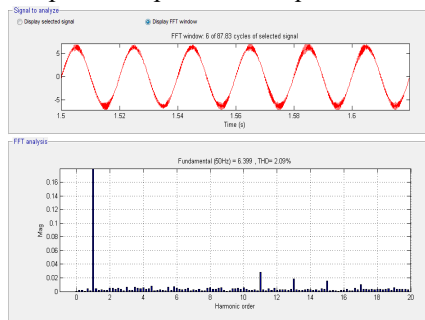 Signal to analyze
Display selected signal Display FFT window
FFT window: 6 of 87.83 cycles of selected signal
5
0
-5
1.5 1.52 1.54 1.56 1.58 1.6
Time (s)
FFT analysis
Fundamental (50Hz) = 6.399 , THD= 2.09%
0.16
0.14
0.12
0.1
0.08
0.06
0.04
0.02
0
Mag
0 2 4 6 8 10 12 14 16 18 20
Harmonic order